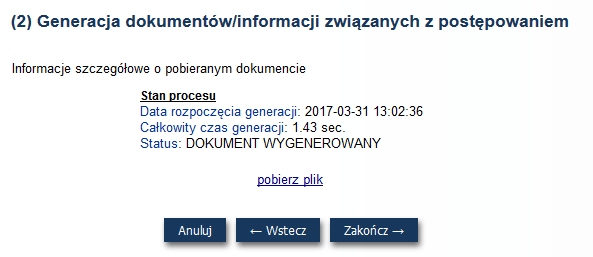 (2) Generacja dokumentów/informacji związanych z postępowaniem
Informacje szczegółowe o pobieranym dokumencie
Stan procesu
Data rozpoczęcia generacji: 2017-03-31 13:02:36
Całkowity czas generacji: 1.43 sec.
Status: DOKUMENT WYGENEROWANY
pobierz plik
Anuluj ← Wstecz Zakończ →